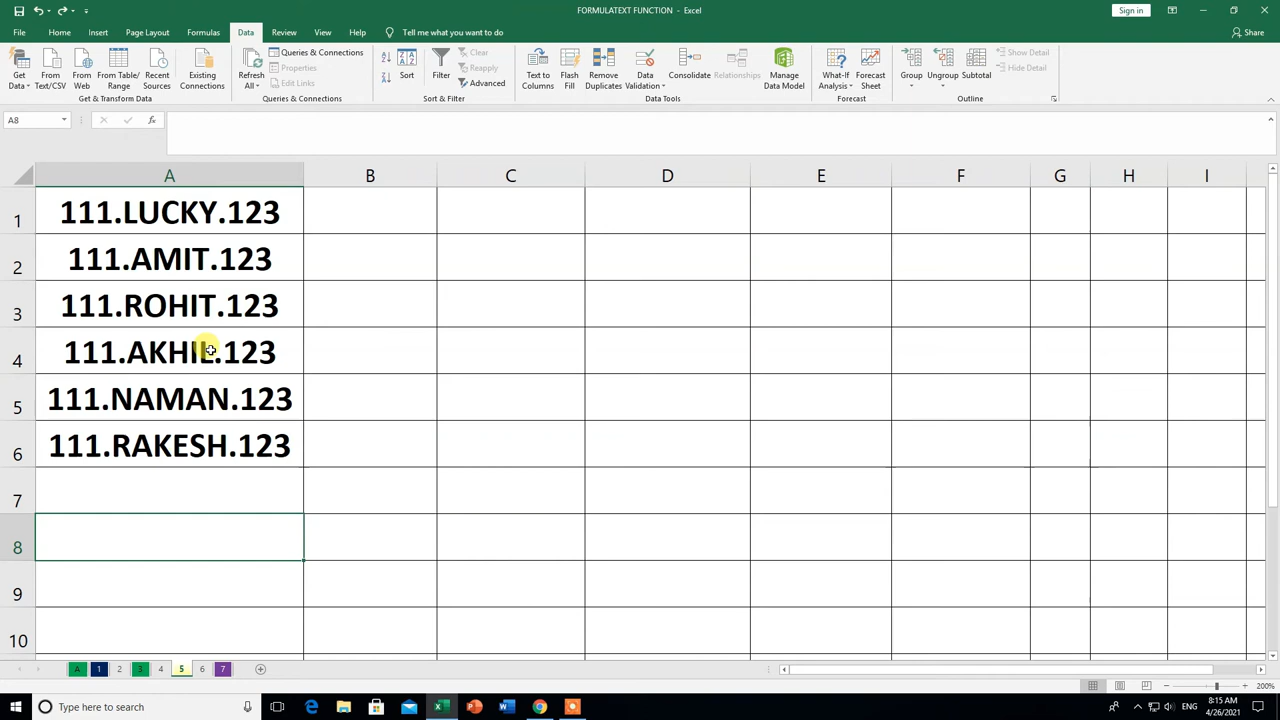 FORMULATEXT FUNCTION - Excel
Sign in
File Home Insert Page Layout Formulas Data Review View Help Tell me what you want to do
Share
Get Data
From Text/CSV
From Web
From Table/ Range
Recent Sources
Existing Connections
Get & Transform Data
Refresh All
Queries & Connections
Properties
Edit Links
Queries & Connections
Sort
Filter
Clear
Reapply
Advanced
Sort & Filter
Text to Columns
Flash Fill
Remove Duplicates
Data Validation
Consolidate
Relationships
Manage Data Model
Data Tools
What-If Analysis
Forecast Sheet
Forecast
Group
Ungroup
Subtotal
Show Detail
Hide Detail
Outline
A8
fx
A B C D E F G H I
1 111.LUCKY.123
2 111.AMIT.123
3 111.ROHIT.123
4 111.AKHIL.123
5 111.NAMAN.123
6 111.RAKESH.123
7
8
9
10
A 1 2 3 4 5 6 7
200%
Type here to search
ENG
8:15 AM
4/26/2021